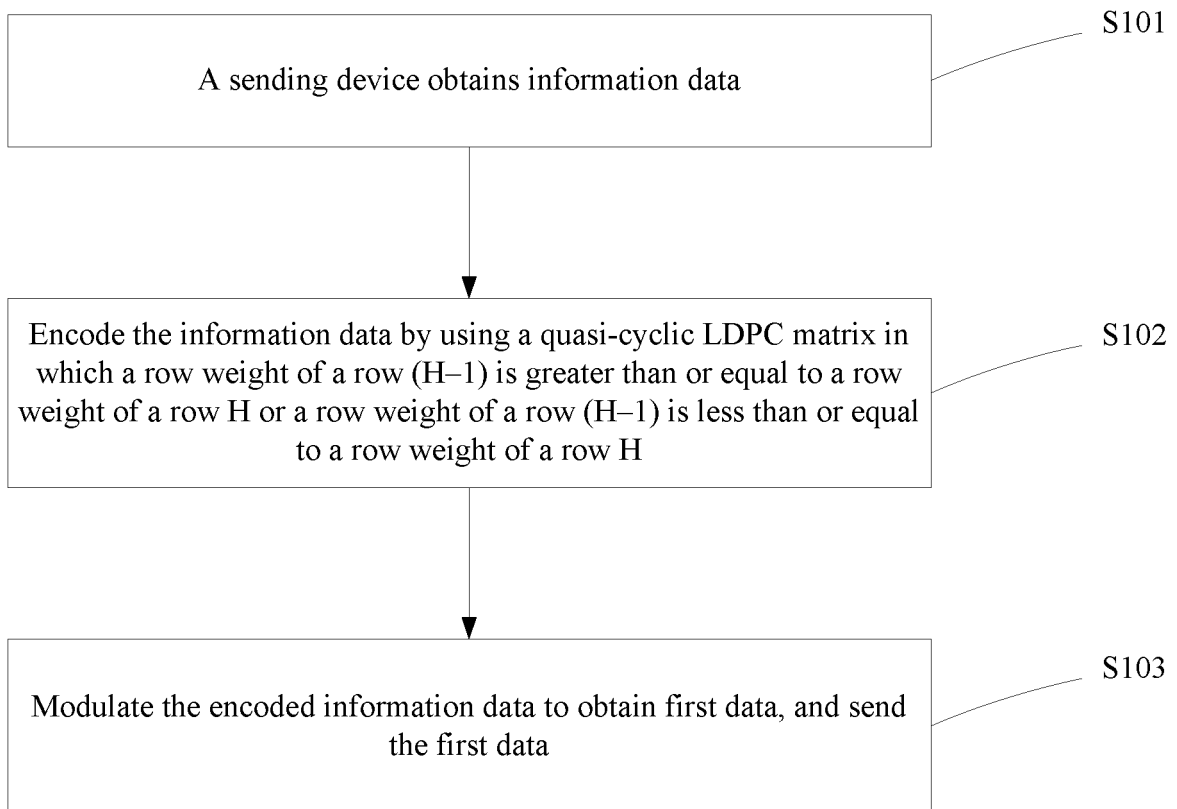 S101
A sending device obtains information data
Encode the information data by using a quasi-cyclic LDPC matrix in
which a row weight of a row (H–1) is greater than or equal to a row
weight of a row H or a row weight of a row (H–1) is less than or equal
to a row weight of a row H
S102
Modulate the encoded information data to obtain first data, and send
the first data
S103